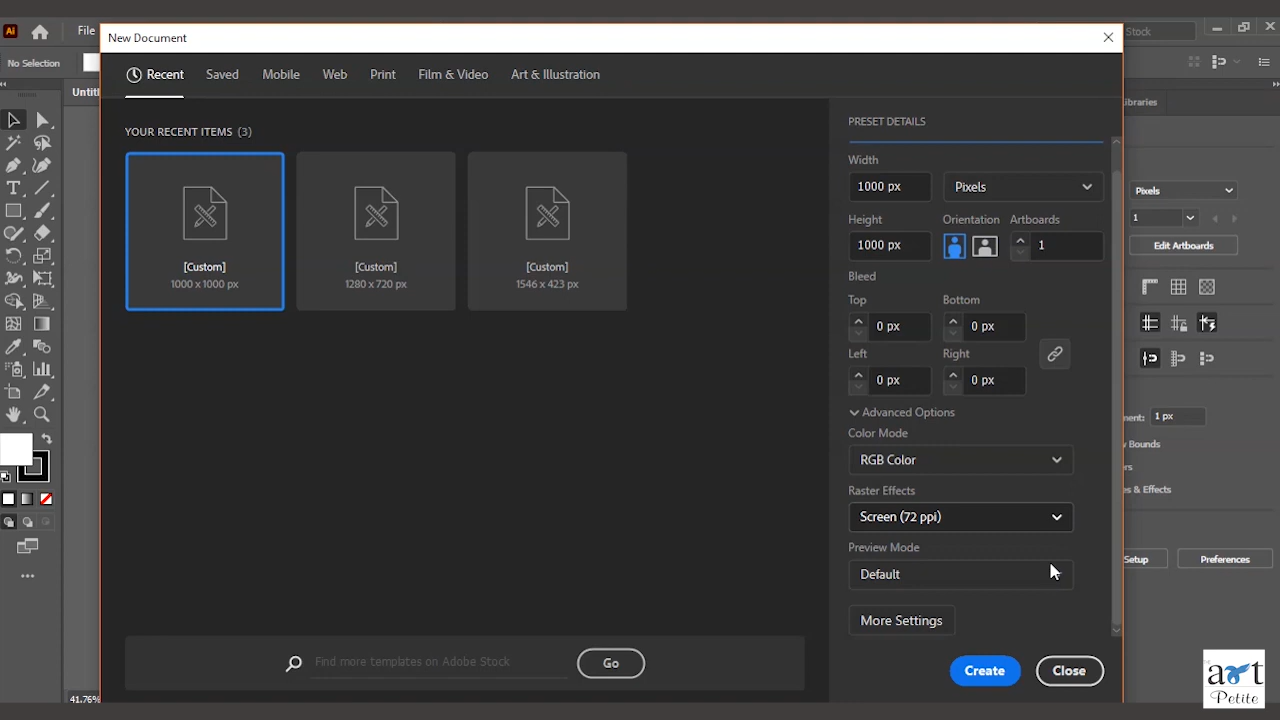 Ai
File
Stock
New Document
No Selection
Recent
Saved
Mobile
Web
Print
Film & Video
Art & Illustration
Untitl
ibraries
YOUR RECENT ITEMS (3)
[Custom]
1000 x 1000 px
[Custom]
1280 x 720 px
[Custom]
1546 x 423 px
Find more templates on Adobe Stock
Go
PRESET DETAILS
Width
1000 px
Pixels
Height
Orientation
Artboards
1000 px
1
Bleed
Top
Bottom
0 px
0 px
Left
Right
0 px
0 px
Advanced Options
Color Mode
RGB Color
Raster Effects
Screen (72 ppi)
Preview Mode
Default
More Settings
Create
Close
Pixels
1
Edit Artboards
ment:
1 px
w Bounds
ers
s & Effects
Setup
Preferences
41.76%
art
Petite